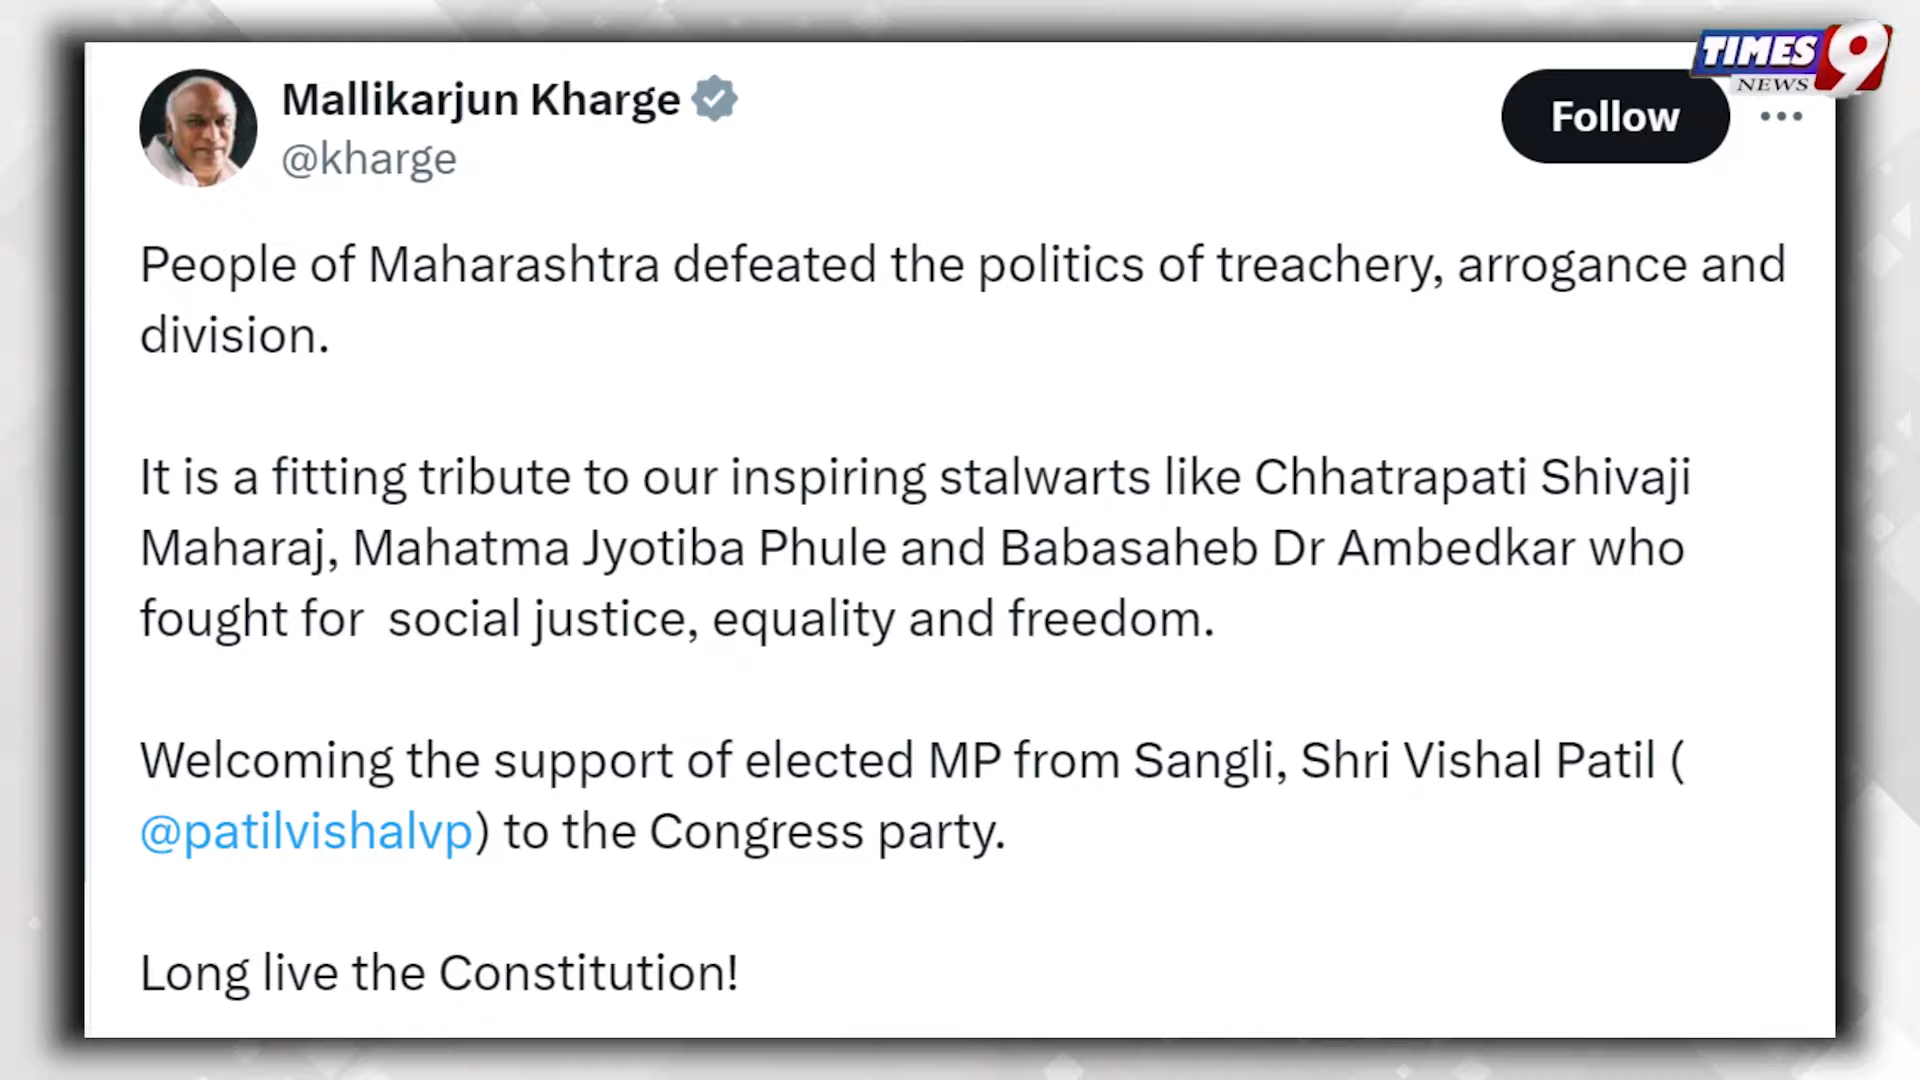 TIMES 9
NEWS
Mallikarjun Kharge
@kharge
Follow
People of Maharashtra defeated the politics of treachery, arrogance and
division.
It is a fitting tribute to our inspiring stalwarts like Chhatrapati Shivaji
Maharaj, Mahatma Jyotiba Phule and Babasaheb Dr Ambedkar who
fought for  social justice, equality and freedom.
Welcoming the support of elected MP from Sangli, Shri Vishal Patil (
@patilvishalvp) to the Congress party.
Long live the Constitution!